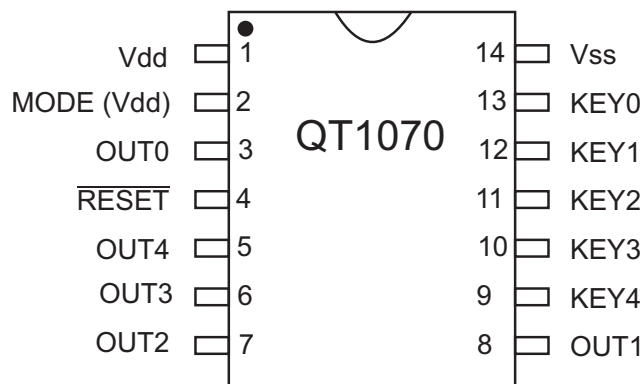 Vdd 1 14 Vss
MODE (Vdd) 2 13 KEY0
QT1070
OUT0 3 12 KEY1
RESET 4 11 KEY2
OUT4 5 10 KEY3
OUT3 6 9 KEY4
OUT2 7 8 OUT1